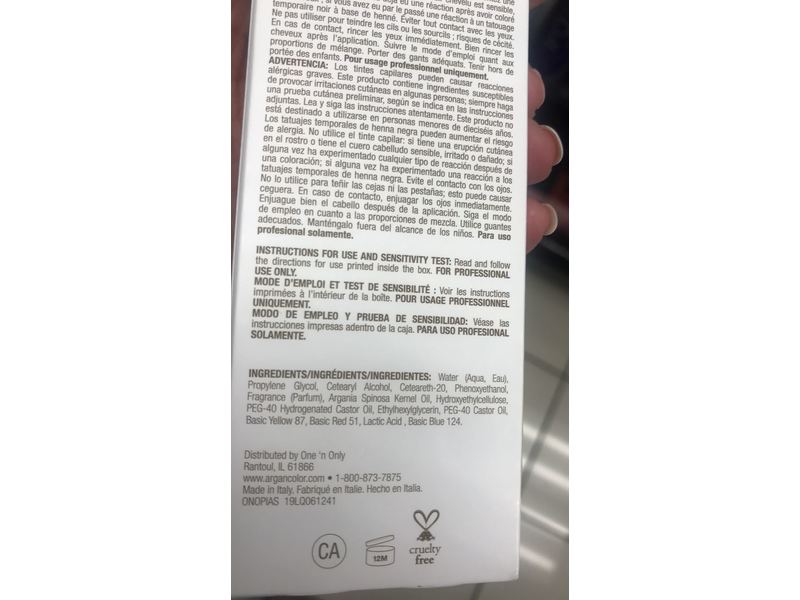 déjà eu une réaction après avoir coloré
si vous avez eu par le passé une réaction à un tatouage
temporaire noir à base de henné. Éviter tout contact avec les yeux.
Ne pas utiliser pour teindre les cils ou les sourcils ; risques de cécité.
En cas de contact, rincer les yeux immédiatement. Bien rincer les
cheveux après l'application. Suivre le mode d'emploi quant aux
proportions de mélange. Porter des gants adéquats. Tenir hors de
portée des enfants. Pour usage professionnel uniquement.
ADVERTENCIA: Los tintes capilares pueden causar reacciones
alérgicas graves. Este producto contiene ingredientes susceptibles
de provocar irritaciones cutáneas en algunas personas; siempre haga
una prueba cutánea preliminar, según se indica en las instrucciones
adjuntas. Lea y siga las instrucciones atentamente. Este producto no
está destinado a utilizarse en personas menores de dieciséis años.
Los tatuajes temporales de henna negra pueden aumentar el riesgo
de alergia. No utilice el tinte capilar: si tiene una erupción cutánea
en el rostro o tiene el cuero cabelludo sensible, irritado o dañado; si
alguna vez ha experimentado cualquier tipo de reacción después de
una coloración; si alguna vez ha experimentado una reacción a los
tatuajes temporales de henna negra. Evite el contacto con los ojos.
No lo utilice para teñir las cejas ni las pestañas; esto puede causar
ceguera. En caso de contacto, enjuagar los ojos inmediatamente.
Enjuague bien el cabello después de la aplicación. Siga el modo
de empleo en cuanto a las proporciones de mezcla. Utilice guantes
adecuados. Manténgalo fuera del alcance de los niños. Para uso
profesional solamente.
INSTRUCTIONS FOR USE AND SENSITIVITY TEST: Read and follow
the directions for use printed inside the box. FOR PROFESSIONAL
USE ONLY.
MODE D'EMPLOI ET TEST DE SENSIBILITÉ : Voir les instructions
imprimées à l'intérieur de la boîte. POUR USAGE PROFESSIONNEL
UNIQUEMENT.
MODO DE EMPLEO Y PRUEBA DE SENSIBILIDAD: Véase las
instrucciones impresas adentro de la caja. PARA USO PROFESIONAL
SOLAMENTE.
INGREDIENTS/INGRÉDIENTS/INGREDIENTES: Water (Aqua, Eau),
Propylene Glycol, Cetearyl Alcohol, Ceteareth-20, Phenoxyethanol,
Fragrance (Parfum), Argania Spinosa Kernel Oil, Hydroxyethylcellulose,
PEG-40 Hydrogenated Castor Oil, Ethylhexylglycerin, PEG-40 Castor Oil,
Basic Yellow 87, Basic Red 51, Lactic Acid , Basic Blue 124.
Distributed by One 'n Only
Rantoul, IL 61866
www.argancolor.com • 1-800-873-7875
Made in Italy. Fabriqué en Italie. Hecho en Italia.
ONOPIAS 19LQ061241
CA
12M
cruelty
free